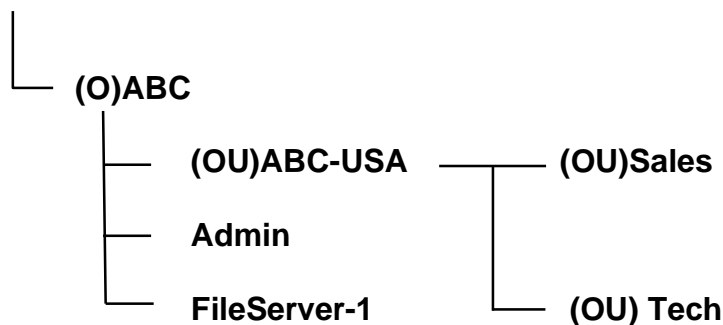 (O)ABC
(OU)ABC-USA (OU)Sales
Admin
FileServer-1 (OU) Tech